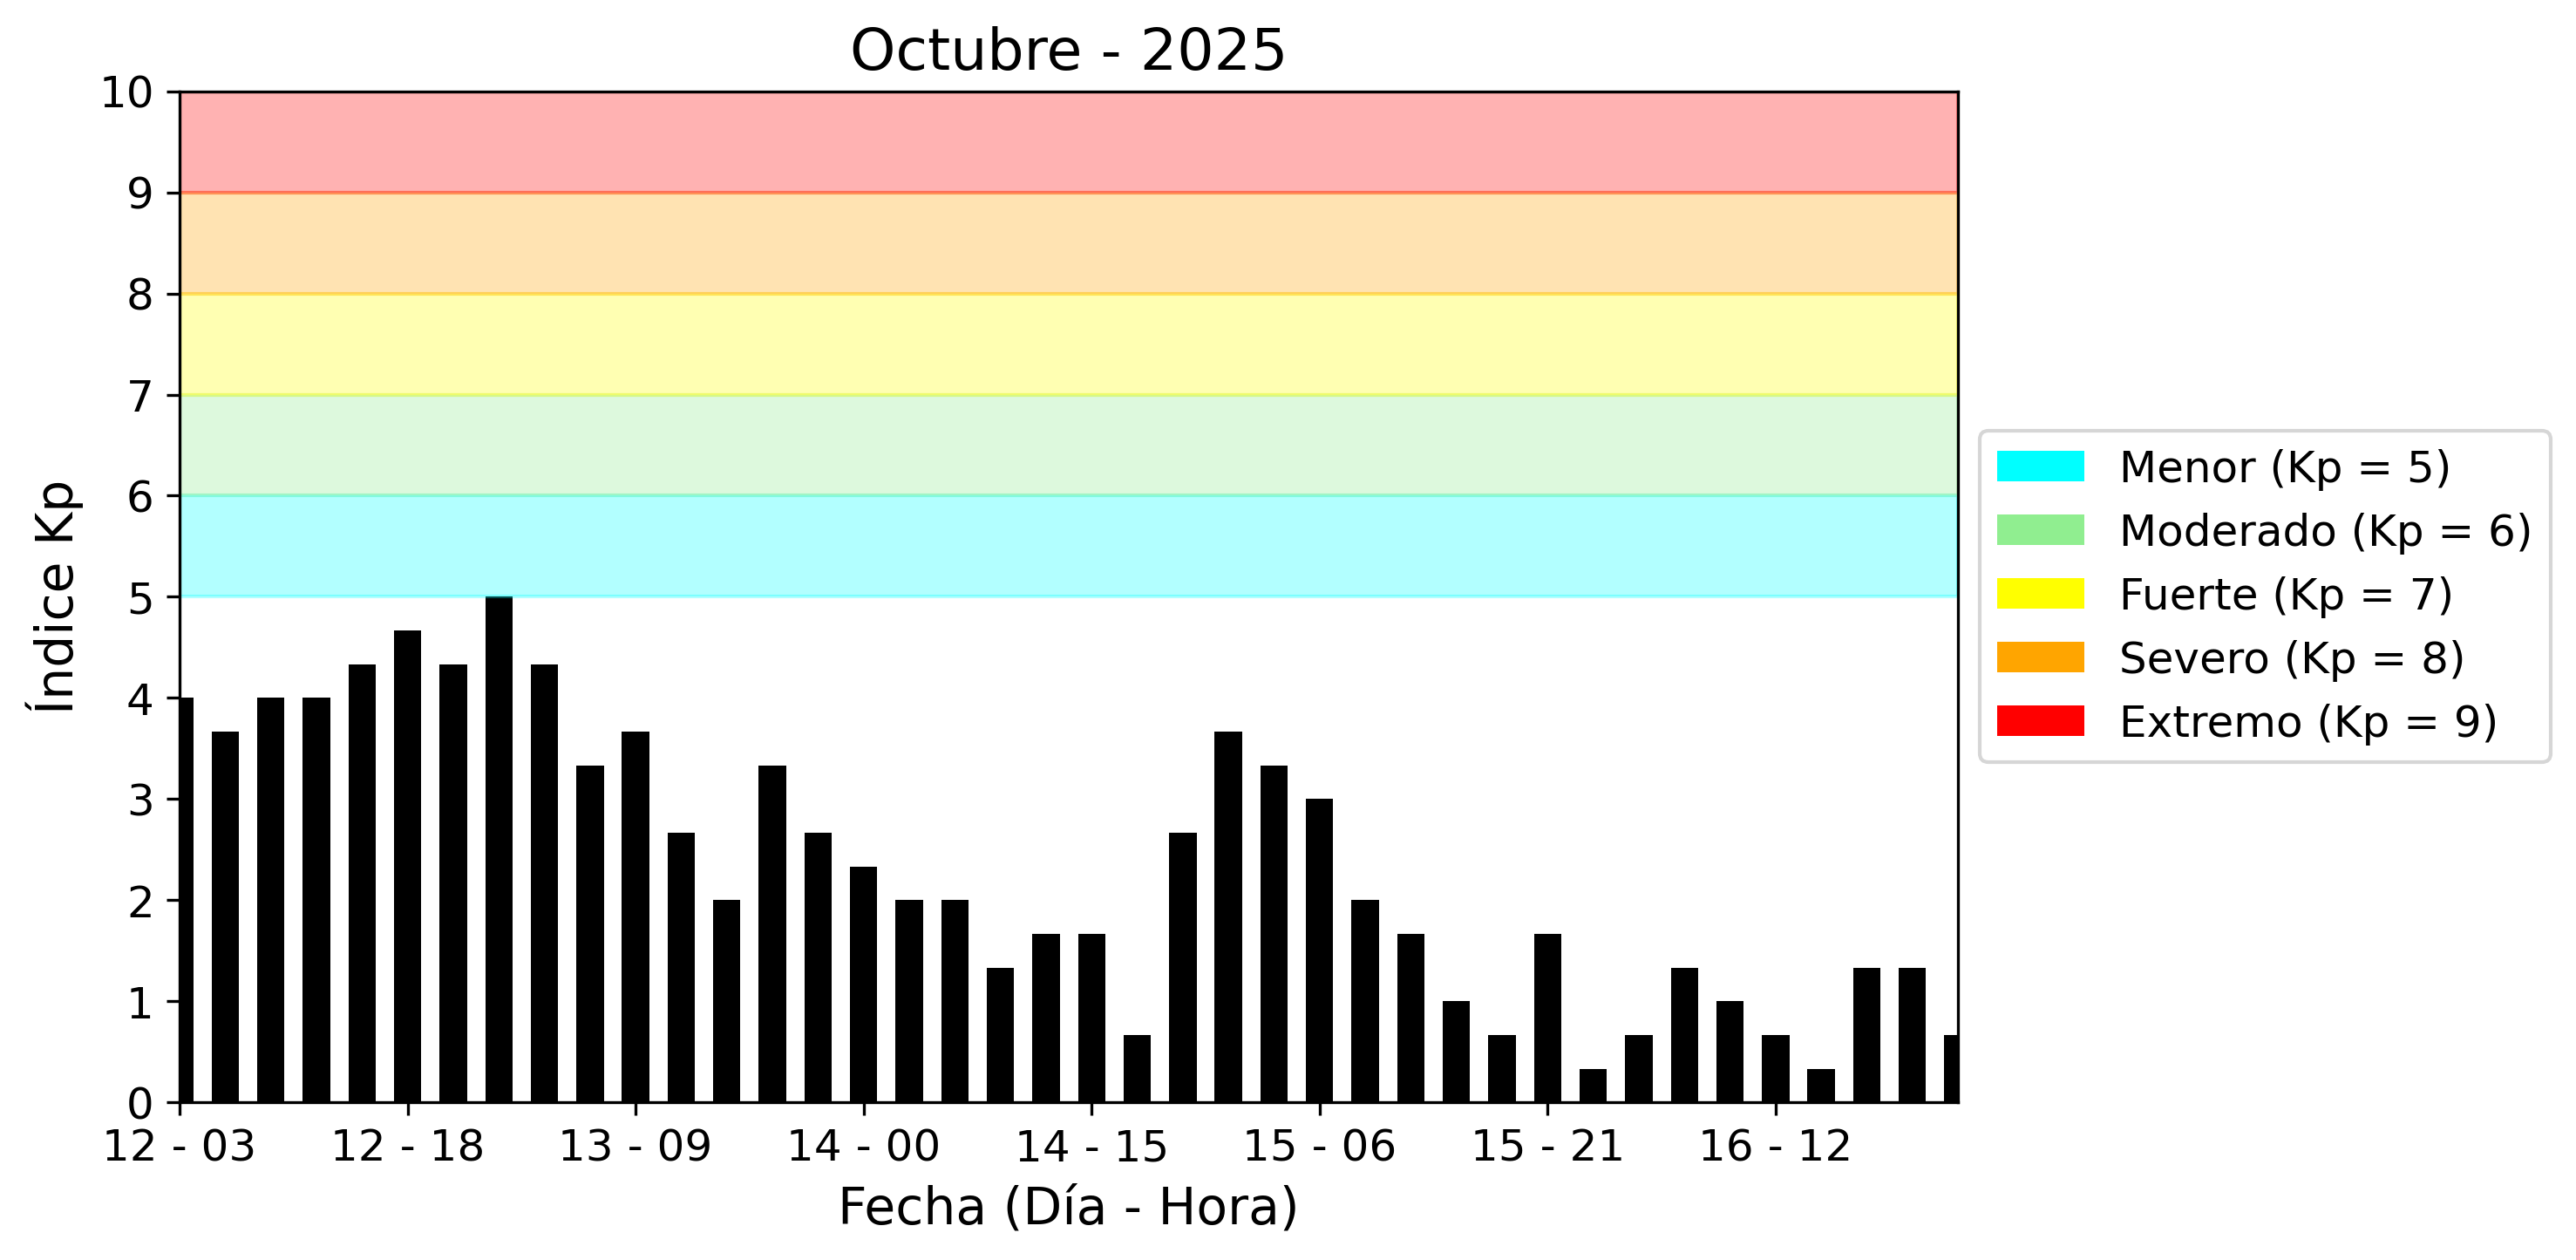 Octubre - 2025
Índice Kp
10
9
8
7
6
5
4
3
2
1
0
12 - 03
12 - 18
13 - 09
14 - 00
14 - 15
15 - 06
15 - 21
16 - 12
Fecha (Día - Hora)
Menor (Kp = 5)
Moderado (Kp = 6)
Fuerte (Kp = 7)
Severo (Kp = 8)
Extremo (Kp = 9)